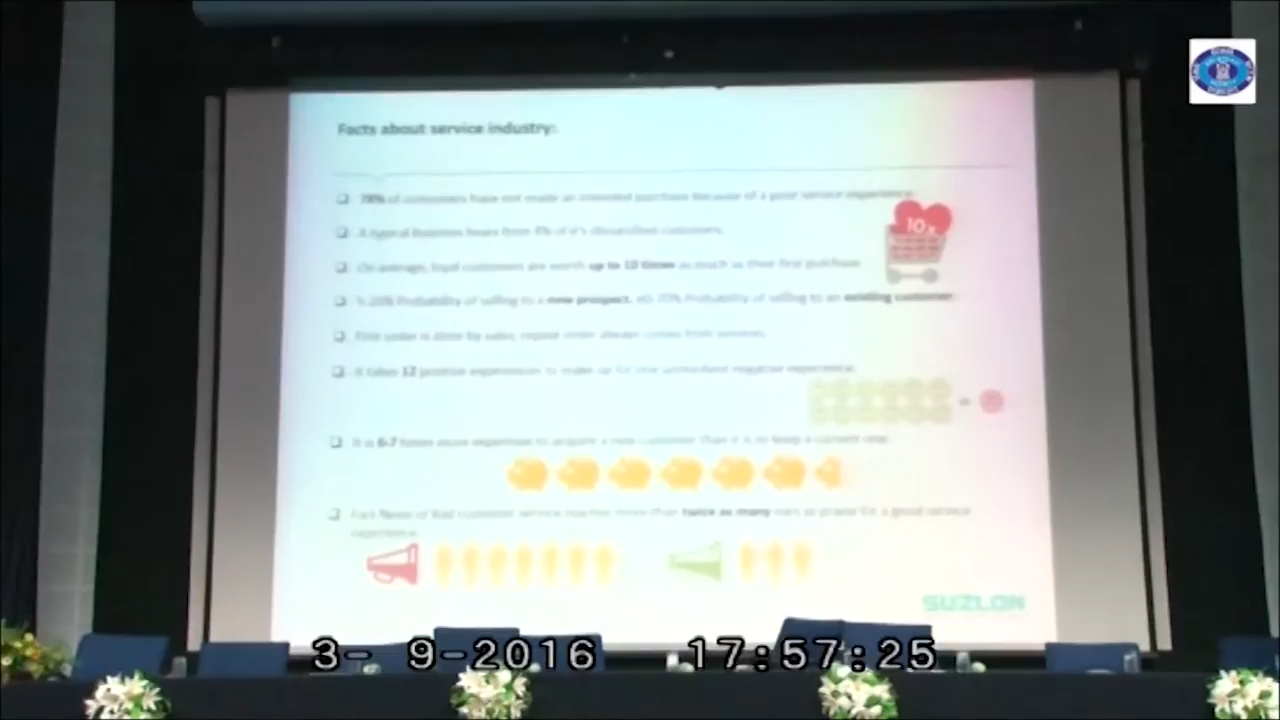 Facts about service industry:
78% of consumers have not made an intended purchase because of a poor service experience.
10x
A typical business hears from 4% of it's dissatisfied customers.
On average, loyal customers are worth up to 10 times as much as their first purchase
5-20% Probability of selling to a new prospect. 60-70% Probability of selling to an existing customer.
First order is done by sales, repeat order always comes from services.
It takes 12 positive experiences to make up for one unresolved negative experience.
=
It is 6-7 times more expensive to acquire a new customer than it is to keep a current one.
Fact: News of Bad customer service reaches more than twice as many ears as praise for a good service
experience.
SUZLON
3- 9-2016 17:57:25